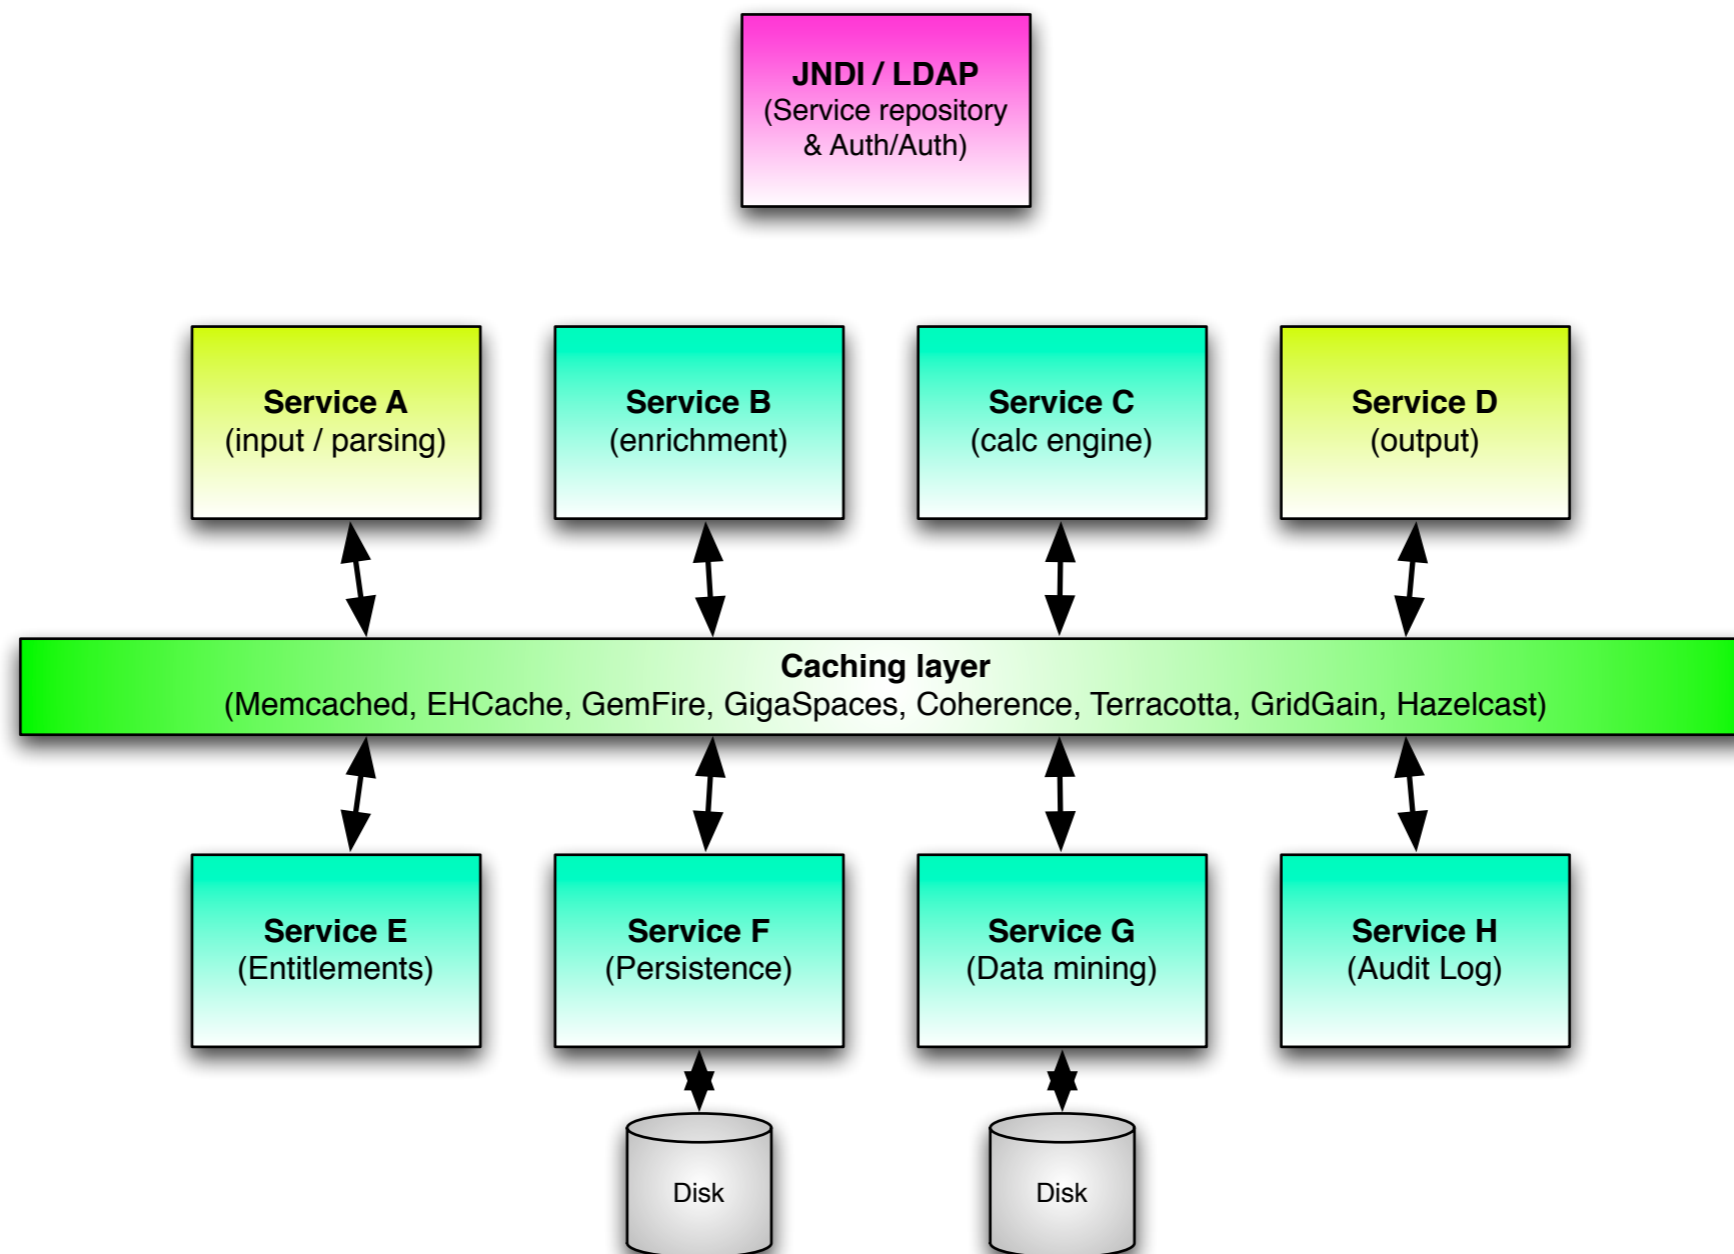 JNDI / LDAP
(Service repository
& Auth/Auth)
Service A
(input / parsing)
Service B
(enrichment)
Service C
(calc engine)
Service D
(output)
Caching layer
(Memcached, EHCache, GemFire, GigaSpaces, Coherence, Terracotta, GridGain, Hazelcast)
Service E
(Entitlements)
Service F
(Persistence)
Service G
(Data mining)
Service H
(Audit Log)
Disk
Disk